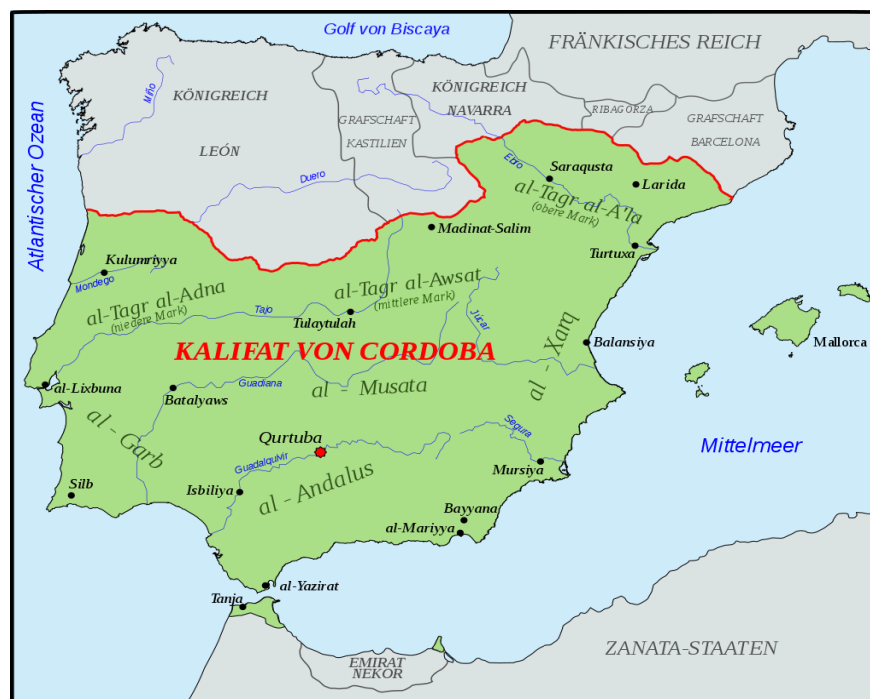 Golf von Biscaya
FRÄNKISCHES REICH
Atlantischer Ozean
Miño
KÖNIGREICH
LEÓN
GRAFSCHAFT
KASTILIEN
KÖNIGREICH
NAVARRA
RIBAGORZA
GRAFSCHAFT
BARCELONA
Duero
Ebro
Saraqusta
Larida
al-Tagr al-A'la
(obere Mark)
Madinat-Salim
Turtuxa
Kulumriyya
Mondego
al-Tagr al-Adna
(niedere Mark)
Tajo
al-Tagr al-Awsat
(mittlere Mark)
Tulaytulah
Júcar
al - Xarq
Balansiya
Mallorca
KALIFAT VON CORDOBA
al-Lixbuna
Batalyaws
Guadiana
al - Musata
al - Garb
Qurtuba
Segura
Mittelmeer
Guadalquivir
Mursiya
Silb
Isbiliya
al - Andalus
Bayyana
al-Mariyya
al-Yazirat
Tanja
EMIRAT
NEKOR
ZANATA-STAATEN